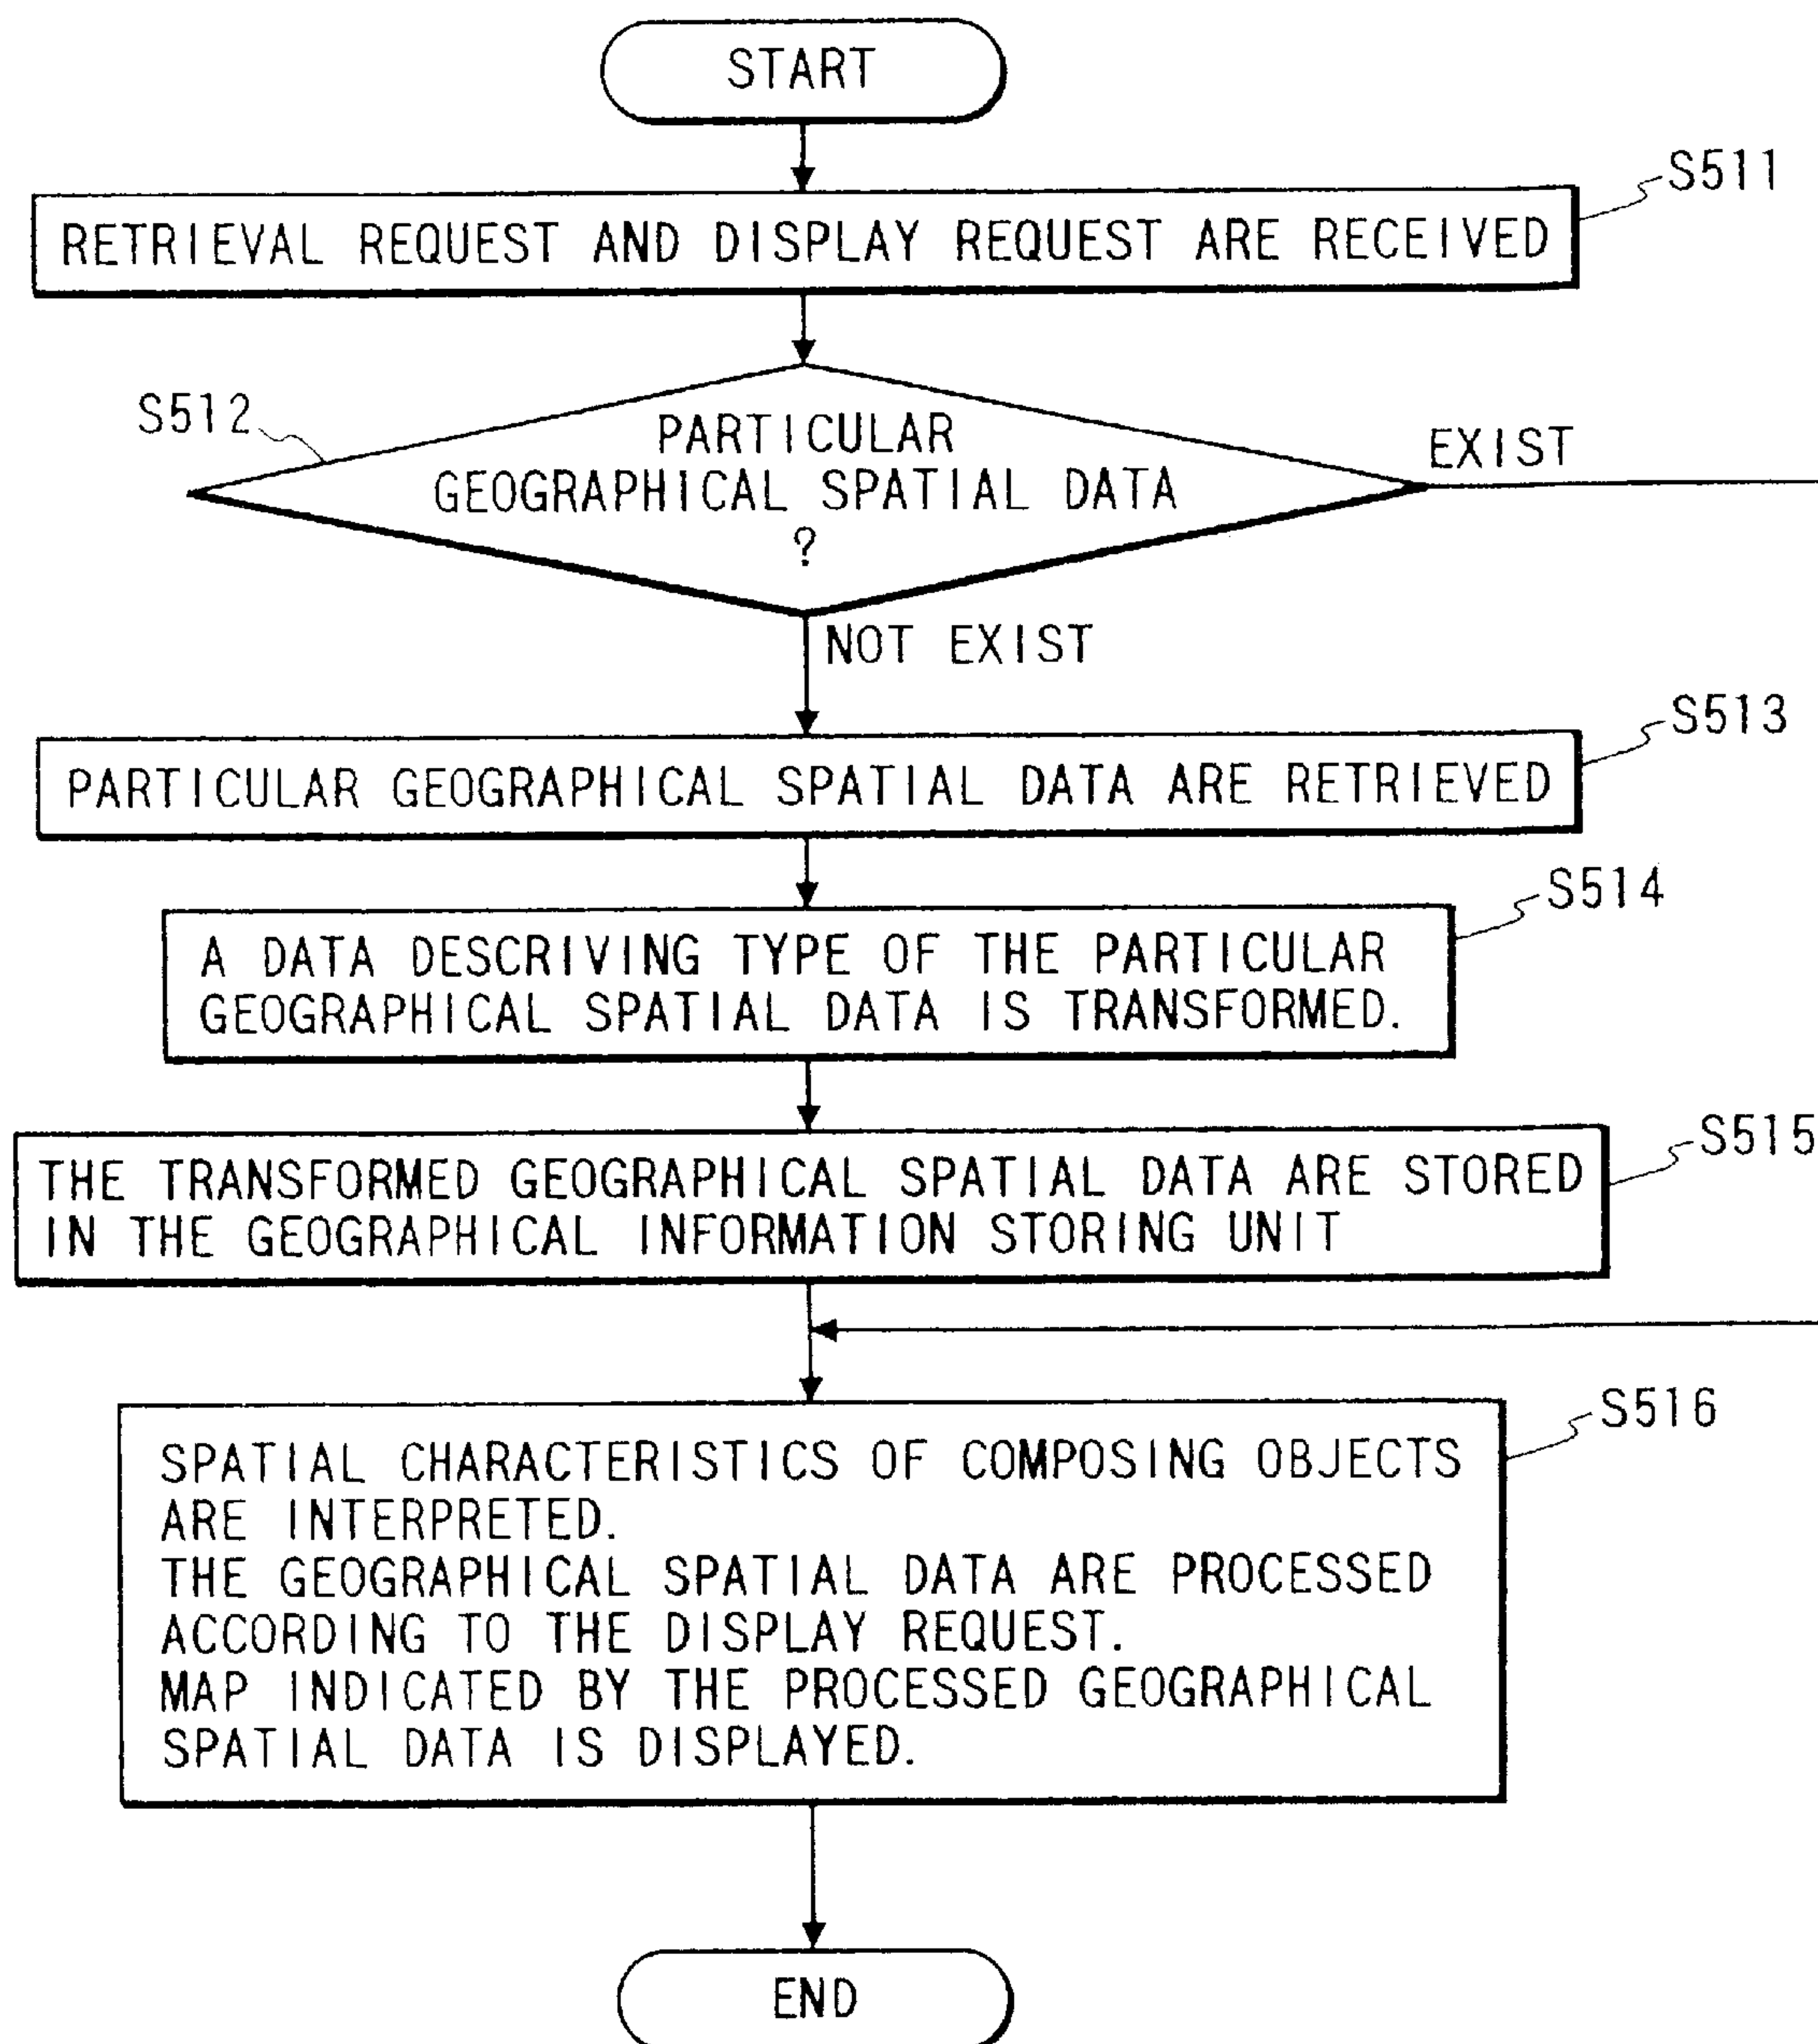 START
S511
RETRIEVAL REQUEST AND DISPLAY REQUEST ARE RECEIVED
S512
PARTICULAR
GEOGRAPHICAL SPATIAL DATA
?
EXIST
NOT EXIST
S513
PARTICULAR GEOGRAPHICAL SPATIAL DATA ARE RETRIEVED
S514
A DATA DESCRIVING TYPE OF THE PARTICULAR
GEOGRAPHICAL SPATIAL DATA IS TRANSFORMED.
S515
THE TRANSFORMED GEOGRAPHICAL SPATIAL DATA ARE STORED
IN THE GEOGRAPHICAL INFORMATION STORING UNIT
S516
SPATIAL CHARACTERISTICS OF COMPOSING OBJECTS
ARE INTERPRETED.
THE GEOGRAPHICAL SPATIAL DATA ARE PROCESSED
ACCORDING TO THE DISPLAY REQUEST.
MAP INDICATED BY THE PROCESSED GEOGRAPHICAL
SPATIAL DATA IS DISPLAYED.
END